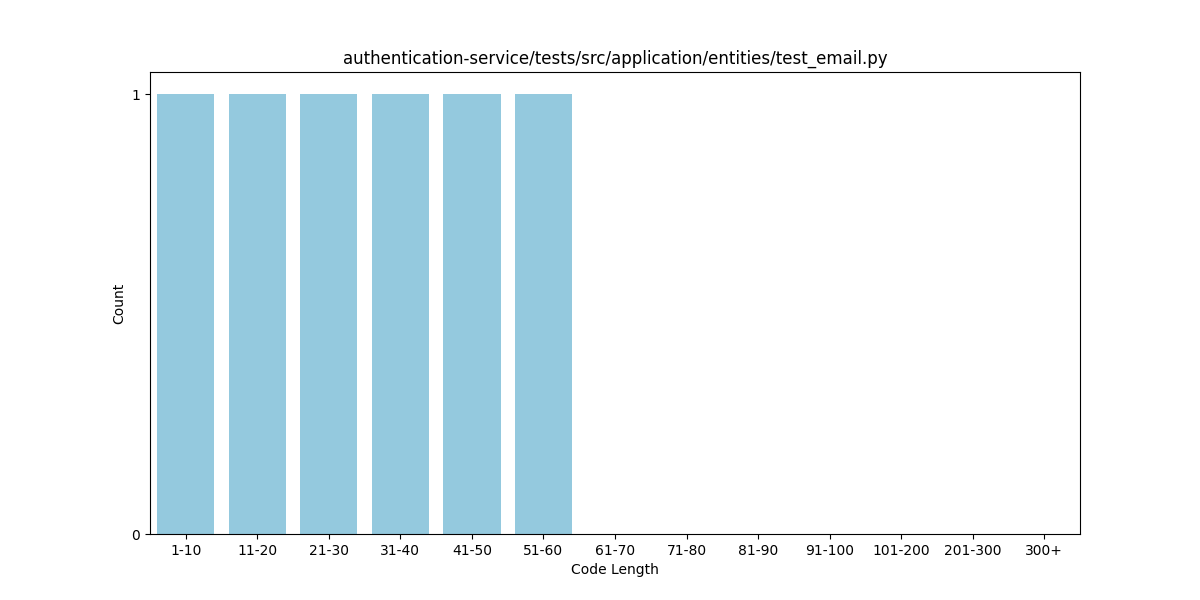 authentication-service/tests/src/application/entities/test_email.py
1
Count
0
1-10 11-20 21-30 31-40 41-50 51-60 61-70 71-80 81-90 91-100 101-200 201-300 300+
Code Length